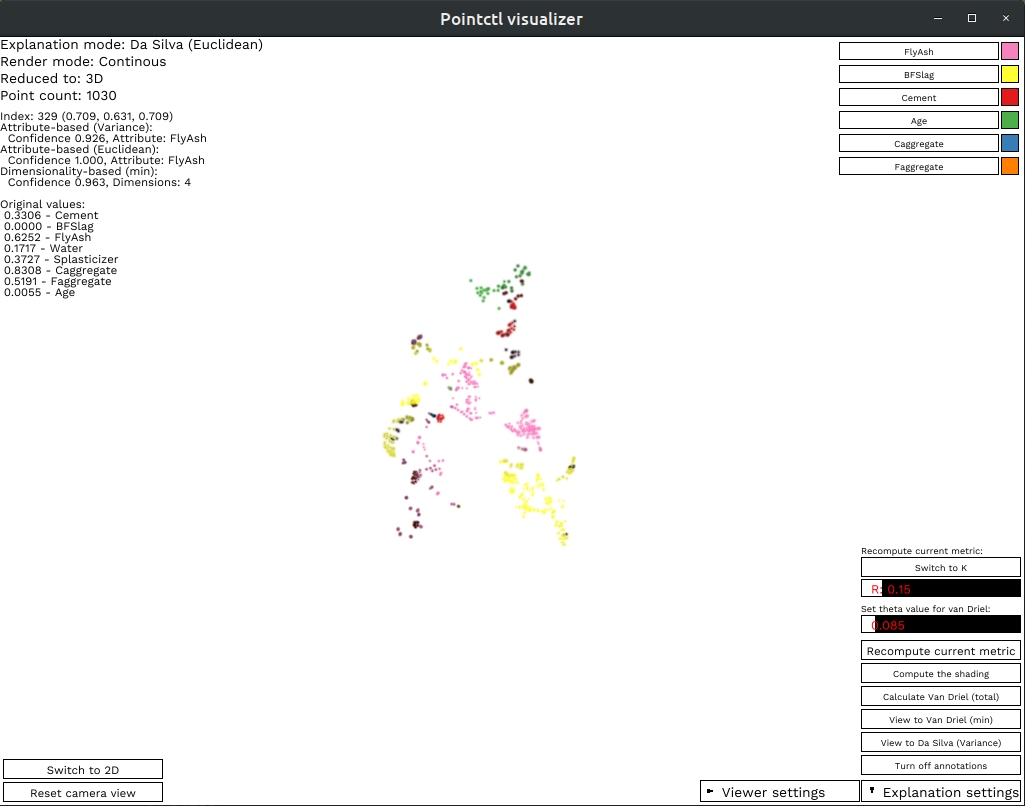 Pointctl visualizer
Explanation mode: Da Silva (Euclidean)
Render mode: Continous
Reduced to: 3D
Point count: 1030
Index: 329 (0.709, 0.631, 0.709)
Attribute-based (Variance):
Confidence 0.926, Attribute: FlyAsh
Attribute-based (Euclidean):
Confidence 1.000, Attribute: FlyAsh
Dimensionality-based (min):
Confidence 0.963, Dimensions: 4
Original values:
0.3306 - Cement
0.0000 - BFSlag
0.6252 - FlyAsh
0.1717 - Water
0.3727 - Splasticizer
0.8308 - Caggregate
0.5191 - Faggregate
0.0055 - Age
FlyAsh
BFSlag
Cement
Age
Caggregate
Faggregate
Recompute current metric:
Switch to K
R: 0.15
Set theta value for van Driel:
0.085
Recompute current metric
Compute the shading
Calculate Van Driel (total)
View to Van Driel (min)
View to Da Silva (Variance)
Turn off annotations
Switch to 2D
Reset camera view
Viewer settings
Explanation settings